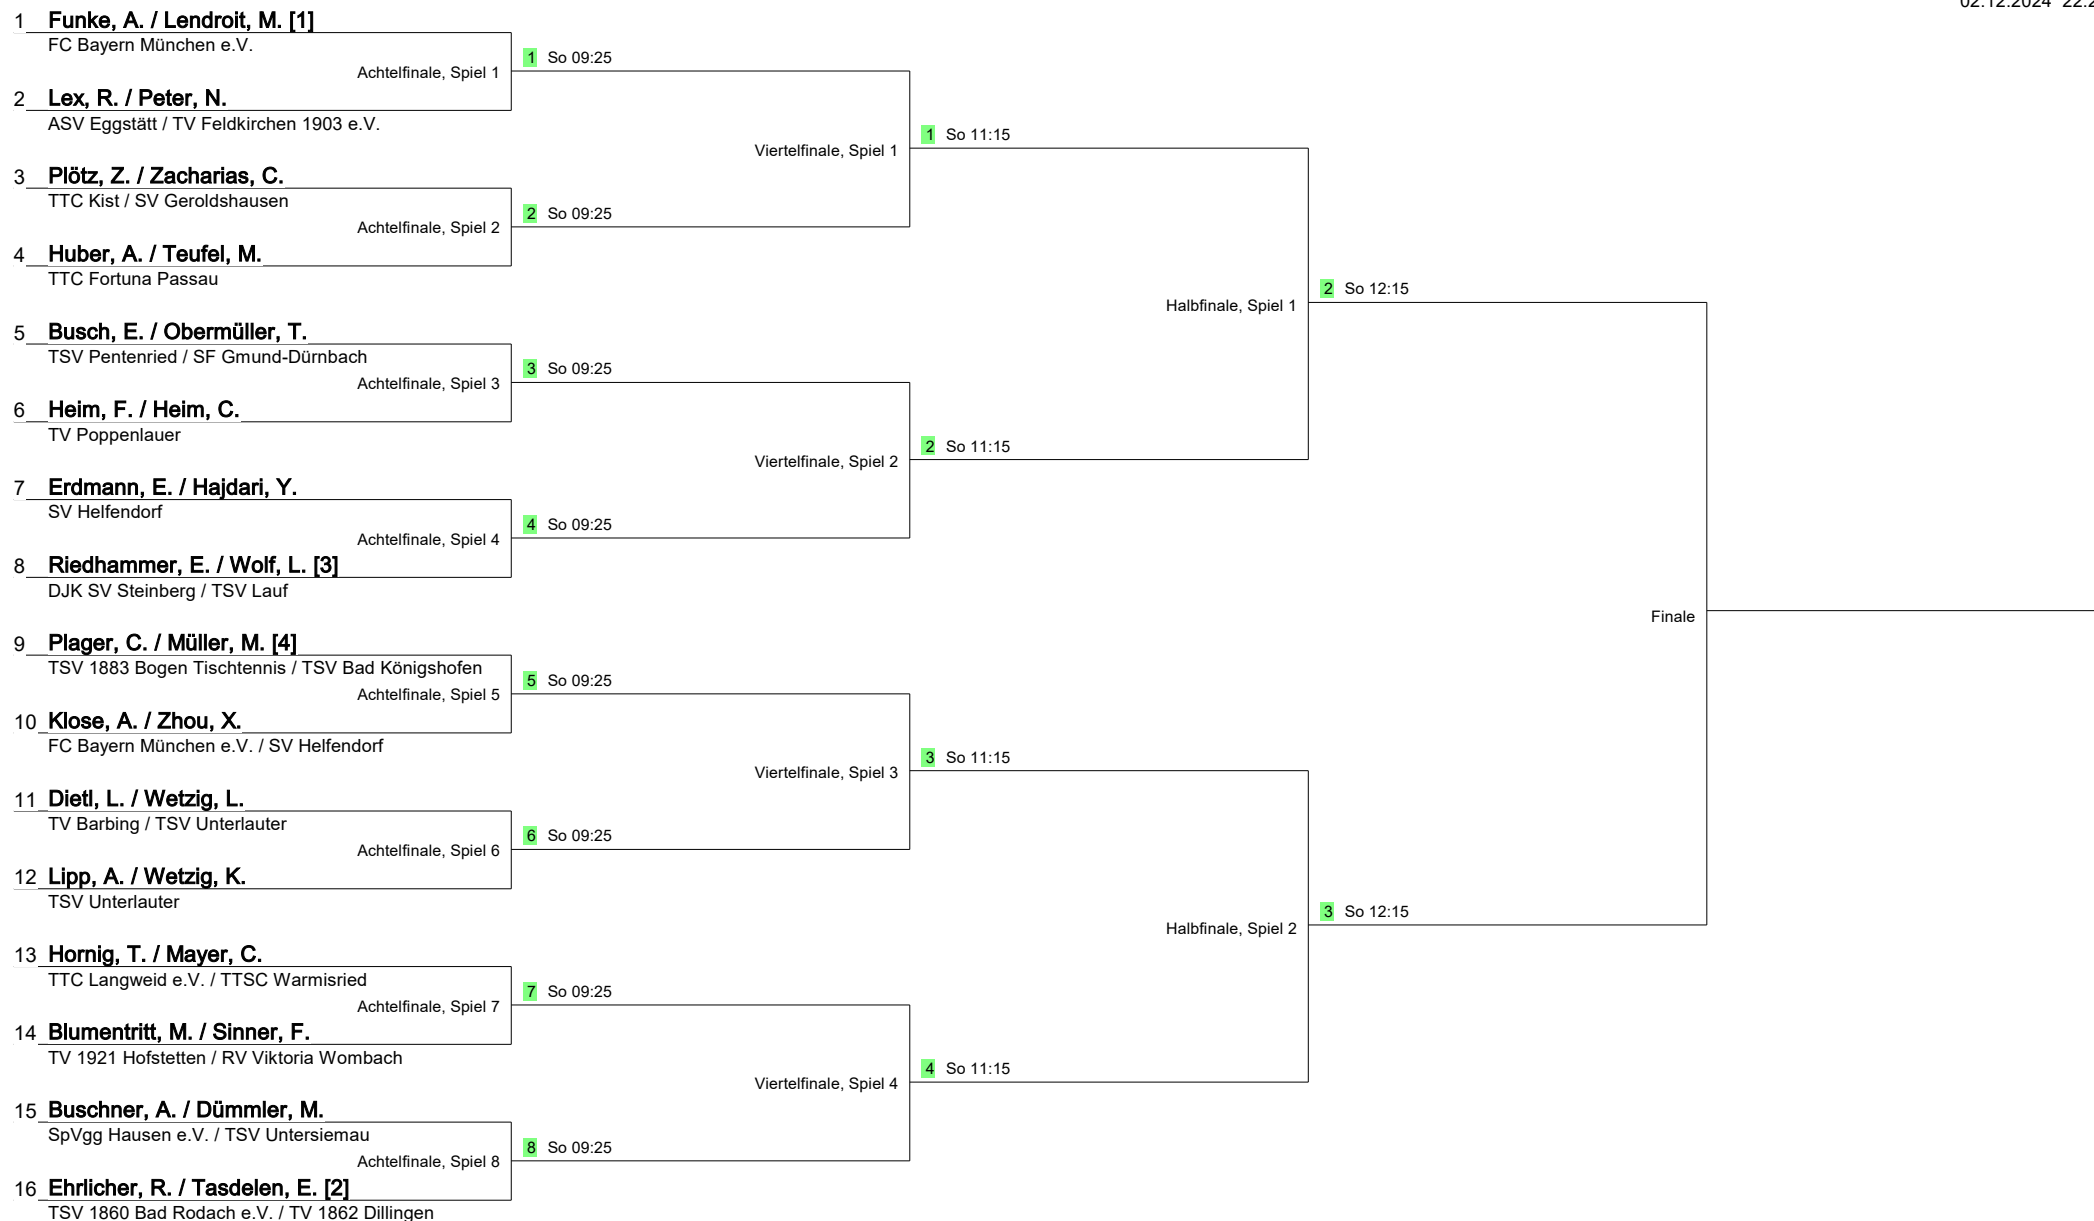 02.12.2024 22:2
1 Funke, A. / Lendroit, M. [1]
FC Bayern München e.V.
1 So 09:25
Achtelfinale, Spiel 1
2 Lex, R. / Peter, N.
ASV Eggstätt / TV Feldkirchen 1903 e.V.
1 So 11:15
Viertelfinale, Spiel 1
3 Plötz, Z. / Zacharias, C.
TTC Kist / SV Geroldshausen
2 So 09:25
Achtelfinale, Spiel 2
4 Huber, A. / Teufel, M.
TTC Fortuna Passau
2 So 12:15
Halbfinale, Spiel 1
5 Busch, E. / Obermüller, T.
TSV Pentenried / SF Gmund-Dürnbach
3 So 09:25
Achtelfinale, Spiel 3
6 Heim, F. / Heim, C.
TV Poppenlauer
2 So 11:15
Viertelfinale, Spiel 2
7 Erdmann, E. / Hajdari, Y.
SV Helfendorf
4 So 09:25
Achtelfinale, Spiel 4
8 Riedhammer, E. / Wolf, L. [3]
DJK SV Steinberg / TSV Lauf
Finale
9 Plager, C. / Müller, M. [4]
TSV 1883 Bogen Tischtennis / TSV Bad Königshofen
5 So 09:25
Achtelfinale, Spiel 5
10 Klose, A. / Zhou, X.
FC Bayern München e.V. / SV Helfendorf
3 So 11:15
Viertelfinale, Spiel 3
11 Dietl, L. / Wetzig, L.
TV Barbing / TSV Unterlauter
6 So 09:25
Achtelfinale, Spiel 6
12 Lipp, A. / Wetzig, K.
TSV Unterlauter
3 So 12:15
Halbfinale, Spiel 2
13 Hornig, T. / Mayer, C.
TTC Langweid e.V. / TTSC Warmisried
7 So 09:25
Achtelfinale, Spiel 7
14 Blumentritt, M. / Sinner, F.
TV 1921 Hofstetten / RV Viktoria Wombach
4 So 11:15
Viertelfinale, Spiel 4
15 Buschner, A. / Dümmler, M.
SpVgg Hausen e.V. / TSV Untersiemau
8 So 09:25
Achtelfinale, Spiel 8
16 Ehrlicher, R. / Tasdelen, E. [2]
TSV 1860 Bad Rodach e.V. / TV 1862 Dillingen